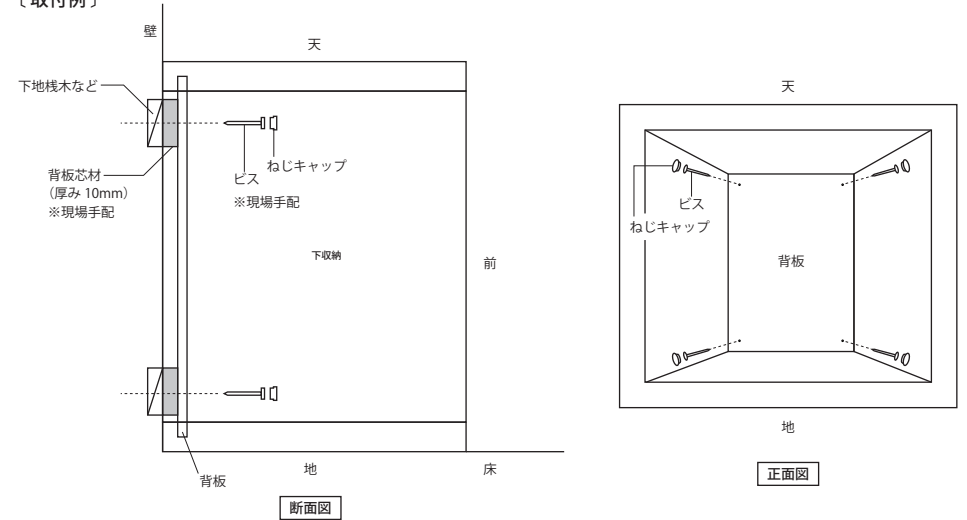 〔取付例〕
壁
天
下地桟木など
背板芯材
（厚み 10mm）
※現場手配
ねじキャップ
ビス
※現場手配
下収納
前
背板
地
床
断面図
天
ビス
ねじキャップ
背板
地
正面図